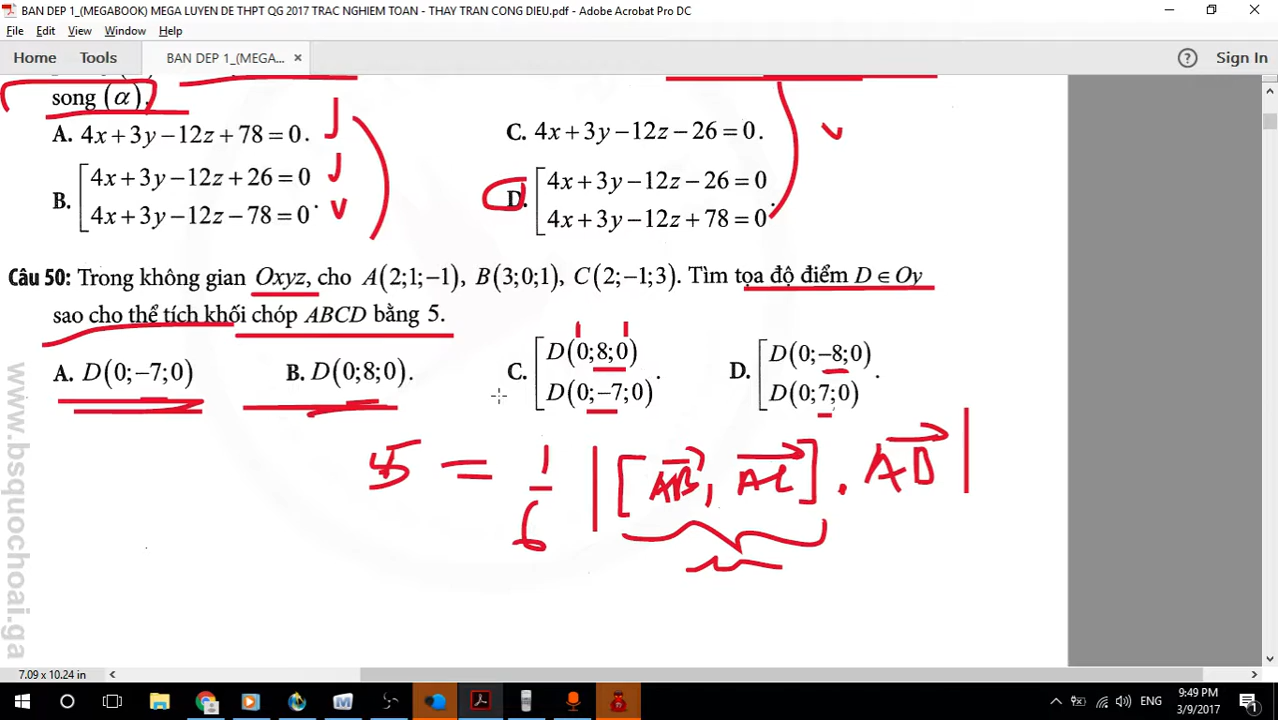 BAN DEP 1_(MEGABOOK) MEGA LUYEN DE THPT QG 2017 TRAC NGHIEM TOAN - THAY TRAN CONG DIEU.pdf - Adobe Acrobat Pro DC
File Edit View Window Help
Home Tools BAN DEP 1_(MEGA... × Sign In
song (α).
A. 4x+3y−12z+78=0.
C. 4x+3y−12z−26=0.
B. [4x+3y−12z+26=0
4x+3y−12z−78=0.
D. [4x+3y−12z−26=0
4x+3y−12z+78=0.
Câu 50: Trong không gian Oxyz, cho A(2;1;−1), B(3;0;1), C(2;−1;3). Tìm tọa độ điểm D∈Oy
sao cho thể tích khối chóp ABCD bằng 5.
A. D(0;−7;0)
B. D(0;8;0).
C. [D(0;8;0)
D(0;−7;0).
D. [D(0;−8;0)
D(0;7;0).
5 = 1/6 |[AB, AC] . AD|
www.bsquochoai.ga
7.09 x 10.24 in
ENG 9:49 PM
3/9/2017